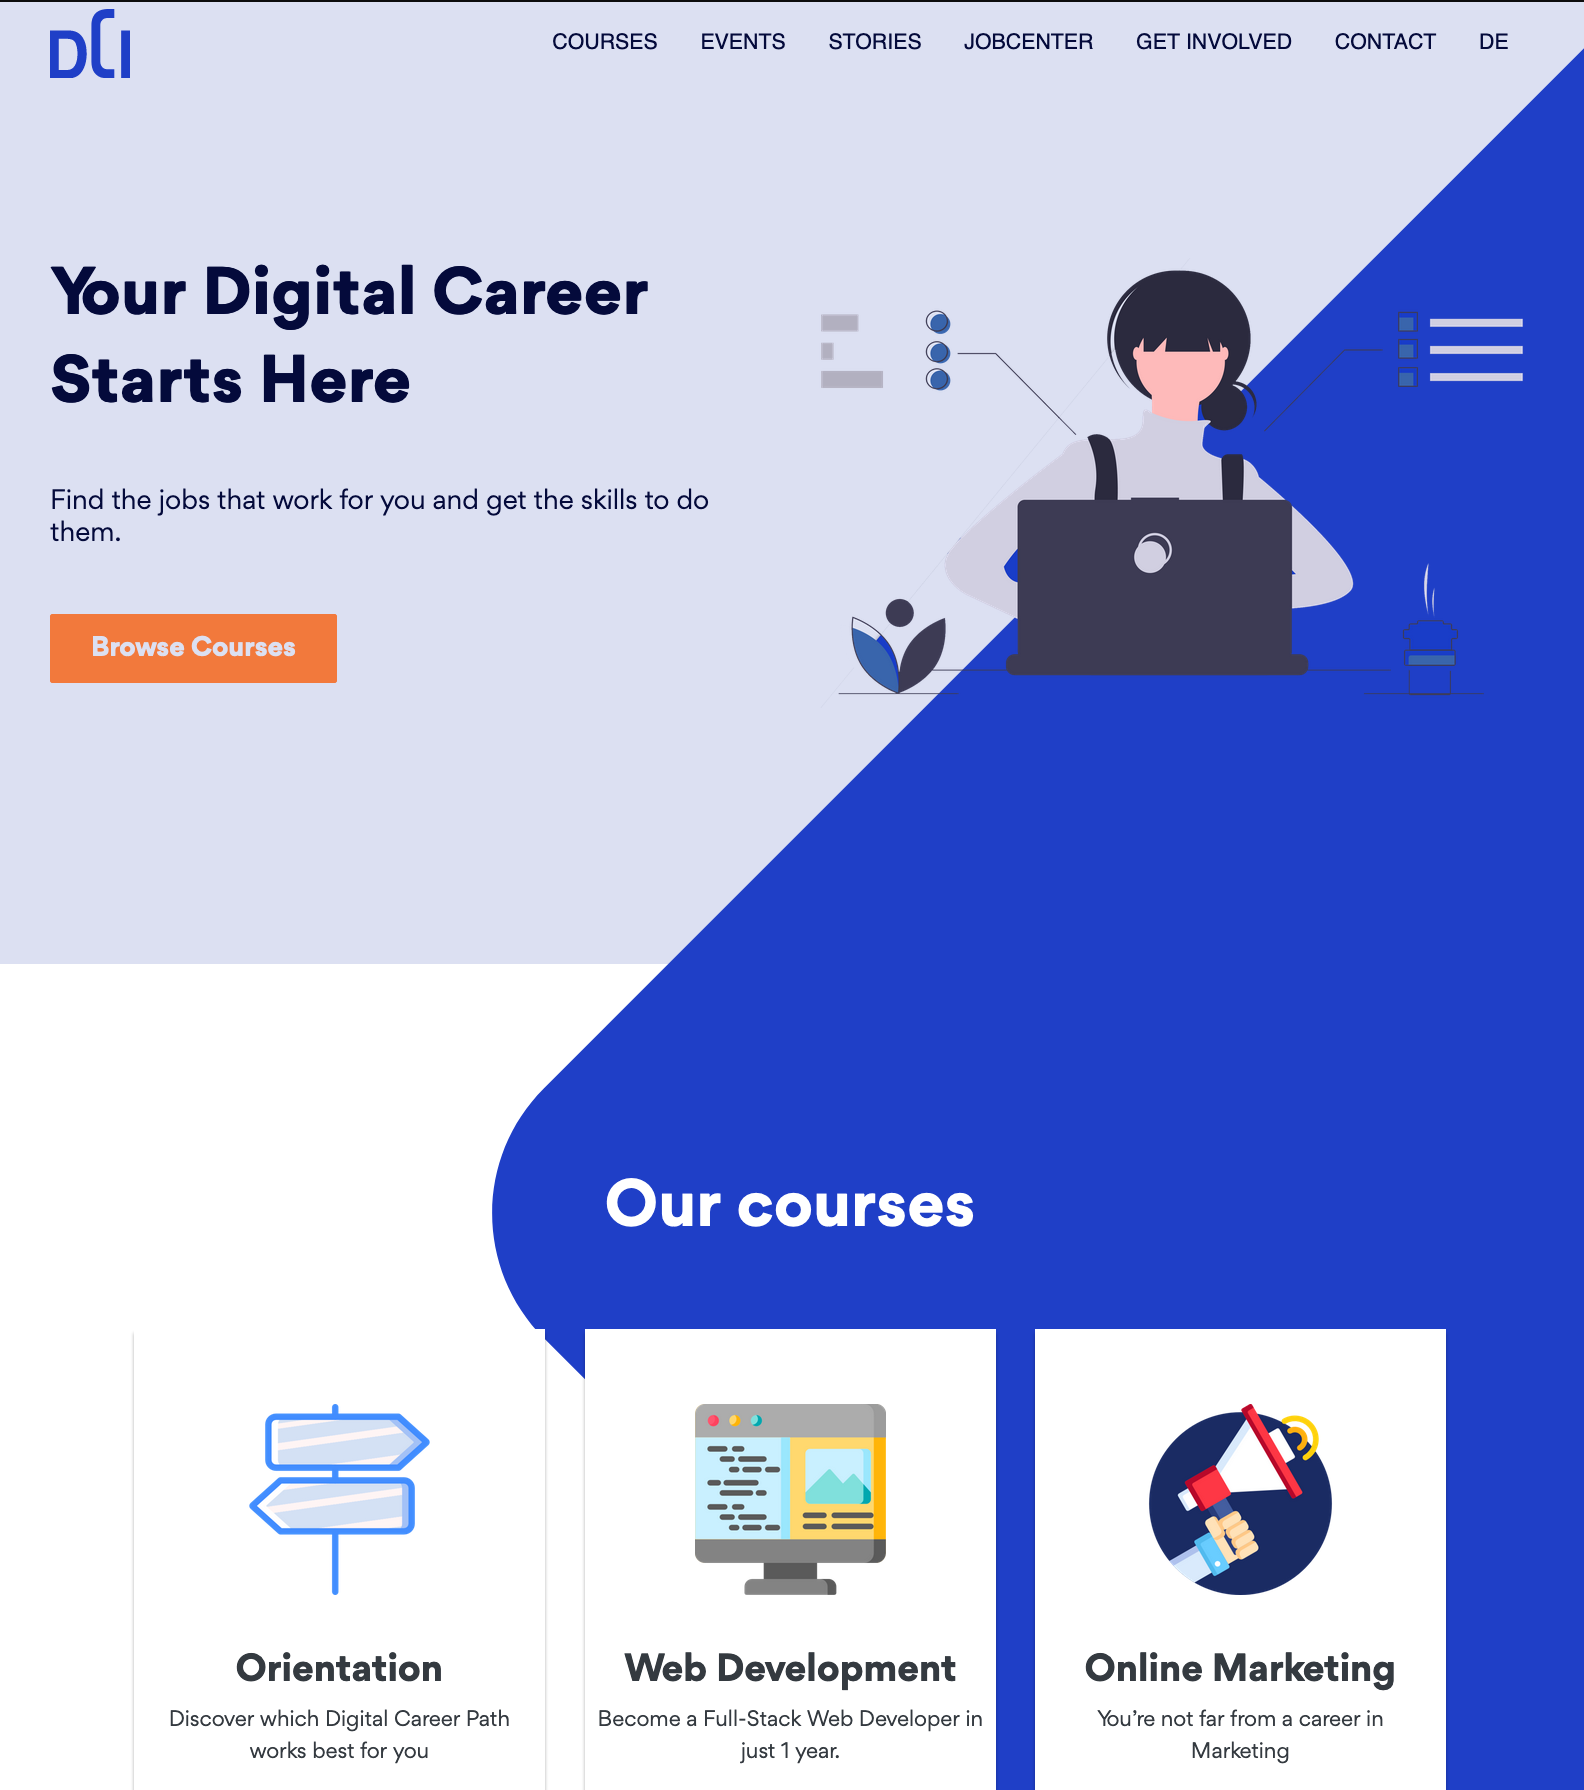 DCI
COURSES EVENTS STORIES JOBCENTER GET INVOLVED CONTACT DE
Your Digital Career
Starts Here
Find the jobs that work for you and get the skills to do
them.
Browse Courses
Our courses
Orientation
Discover which Digital Career Path
works best for you
Web Development
Become a Full-Stack Web Developer in
just 1 year.
Online Marketing
You’re not far from a career in
Marketing